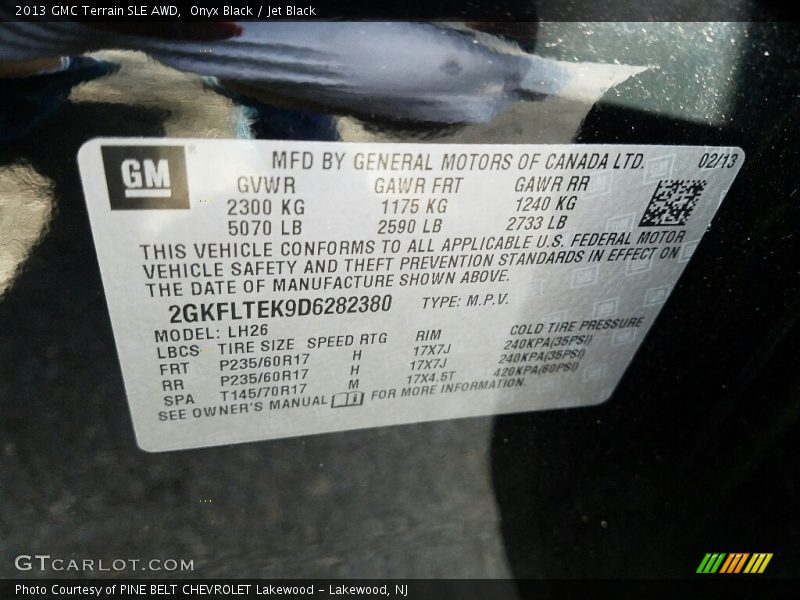 2013 GMC Terrain SLE AWD, Onyx Black / Jet Black
GM
MFD BY GENERAL MOTORS OF CANADA LTD. 02/13
GVWR GAWR FRT GAWR RR
2300 KG 1175 KG 1240 KG
5070 LB 2590 LB 2733 LB
THIS VEHICLE CONFORMS TO ALL APPLICABLE U.S. FEDERAL MOTOR
VEHICLE SAFETY AND THEFT PREVENTION STANDARDS IN EFFECT ON
THE DATE OF MANUFACTURE SHOWN ABOVE.
2GKFLTEK9D6282380 TYPE: M.P.V.
MODEL: LH26
LBCS TIRE SIZE SPEED RTG RIM COLD TIRE PRESSURE
FRT P235/60R17 H 17X7J 240KPA(35PSI)
RR P235/60R17 H 17X7J 240KPA(35PSI)
SPA T145/70R17 M 17X4.5T 420KPA(60PSI)
SEE OWNER'S MANUAL FOR MORE INFORMATION.
GTCARLOT.COM
Photo Courtesy of PINE BELT CHEVROLET Lakewood - Lakewood, NJ